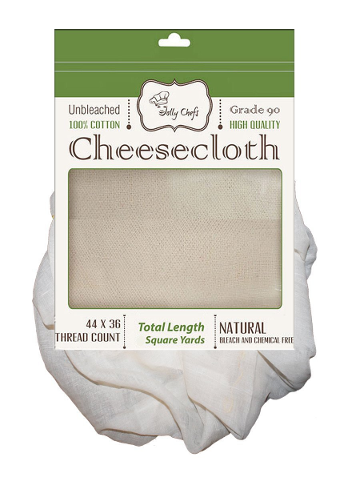 Unbleached
100% COTTON
Jolly Chefs
Grade 90
HIGH QUALITY
Cheesecloth
44 X 36
THREAD COUNT
Total Length
Square Yards
NATURAL
BLEACH AND CHEMICAL FREE